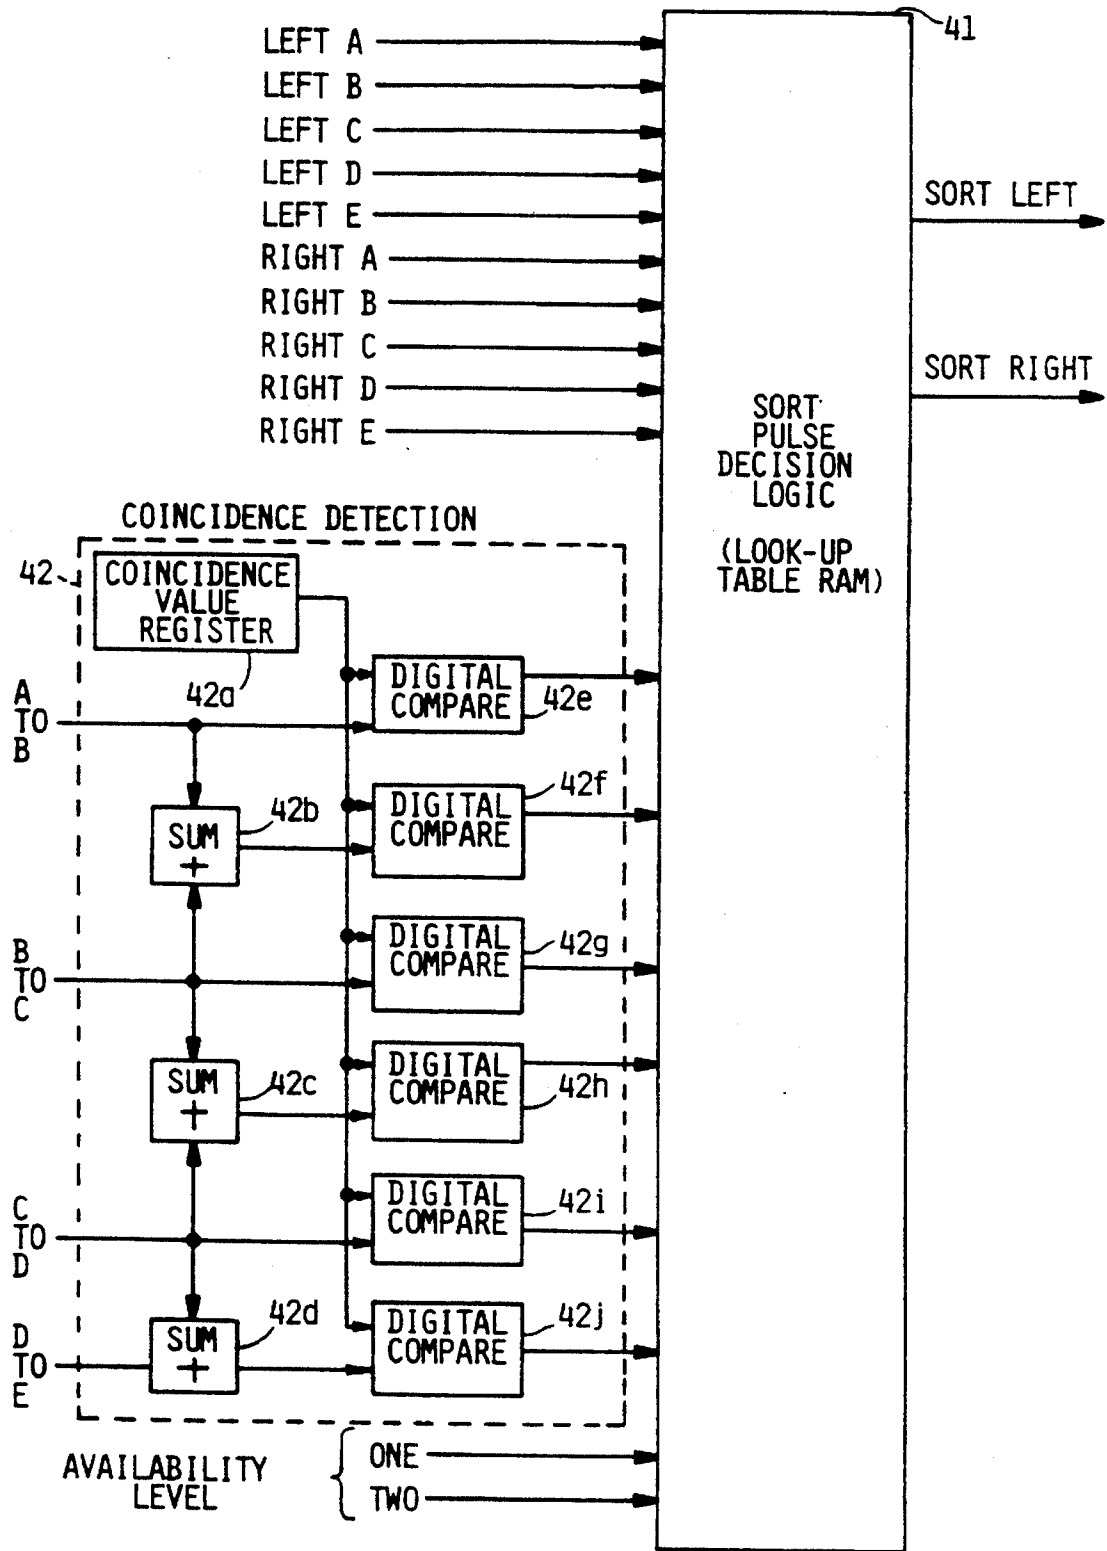 41
LEFT A
LEFT B
LEFT C
LEFT D
LEFT E
RIGHT A
RIGHT B
RIGHT C
RIGHT D
RIGHT E
SORT LEFT
SORT RIGHT
SORT
PULSE
DECISION
LOGIC
(LOOK-UP
TABLE RAM)
COINCIDENCE DETECTION
42
COINCIDENCE
VALUE
REGISTER
42a
A
TO
B
DIGITAL
COMPARE
42e
SUM
+
42b
DIGITAL
COMPARE
42f
B
TO
C
DIGITAL
COMPARE
42g
SUM
+
42c
DIGITAL
COMPARE
42h
C
TO
D
DIGITAL
COMPARE
42i
D
TO
E
SUM
+
42d
DIGITAL
COMPARE
42j
AVAILABILITY
LEVEL
ONE
TWO